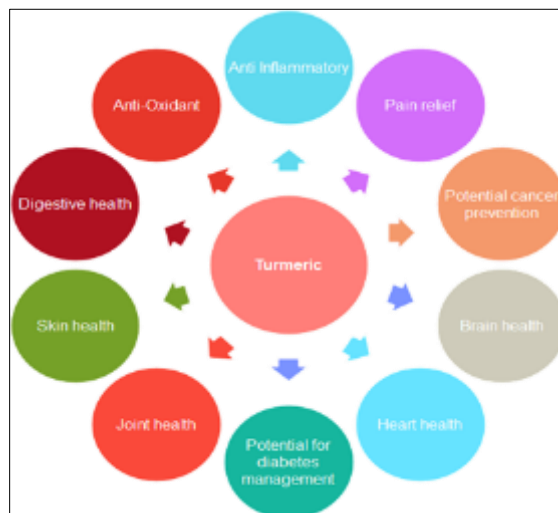 Anti Inflammatory
Pain relief
Potential cancer
prevention
Brain health
Heart health
Potential for
diabetes
management
Joint health
Skin health
Digestive health
Anti-Oxidant
Turmeric